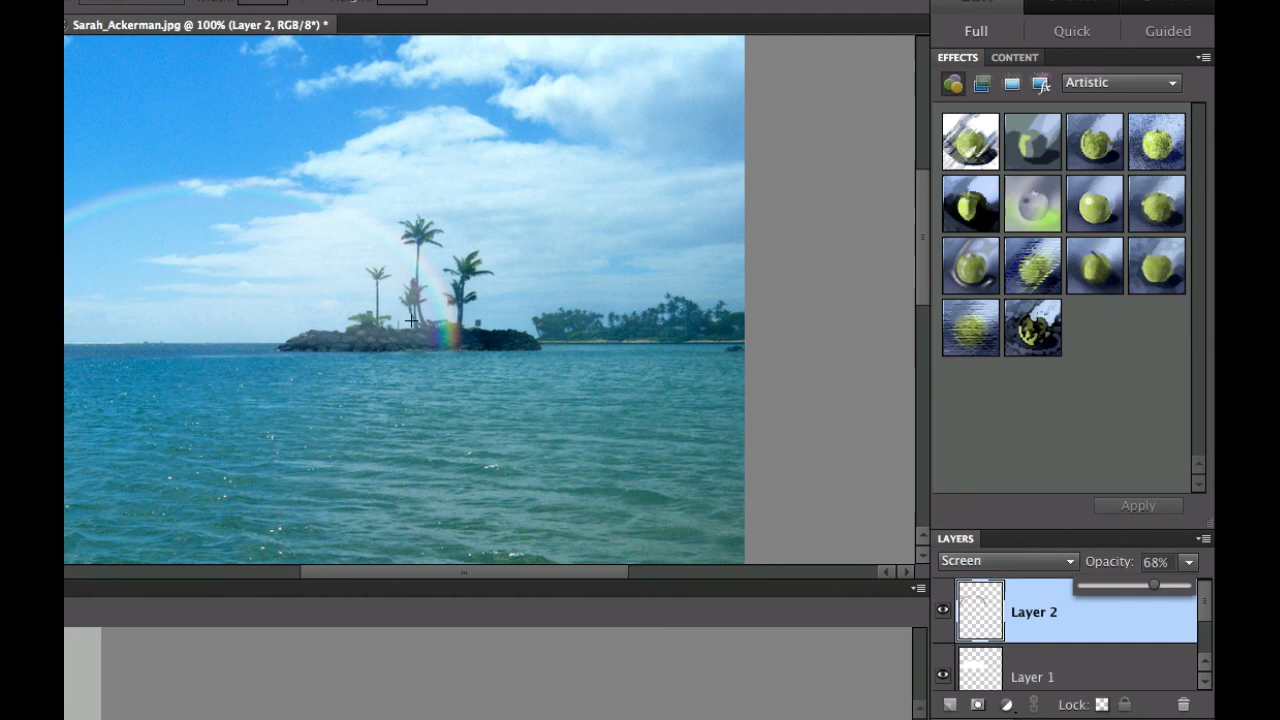 Sarah_Ackerman.jpg @ 100% (Layer 2, RGB/8*) *
Full
Quick
Guided
EFFECTS
CONTENT
Artistic
Apply
LAYERS
Screen
Opacity: 68%
Layer 2
Layer 1
Lock: